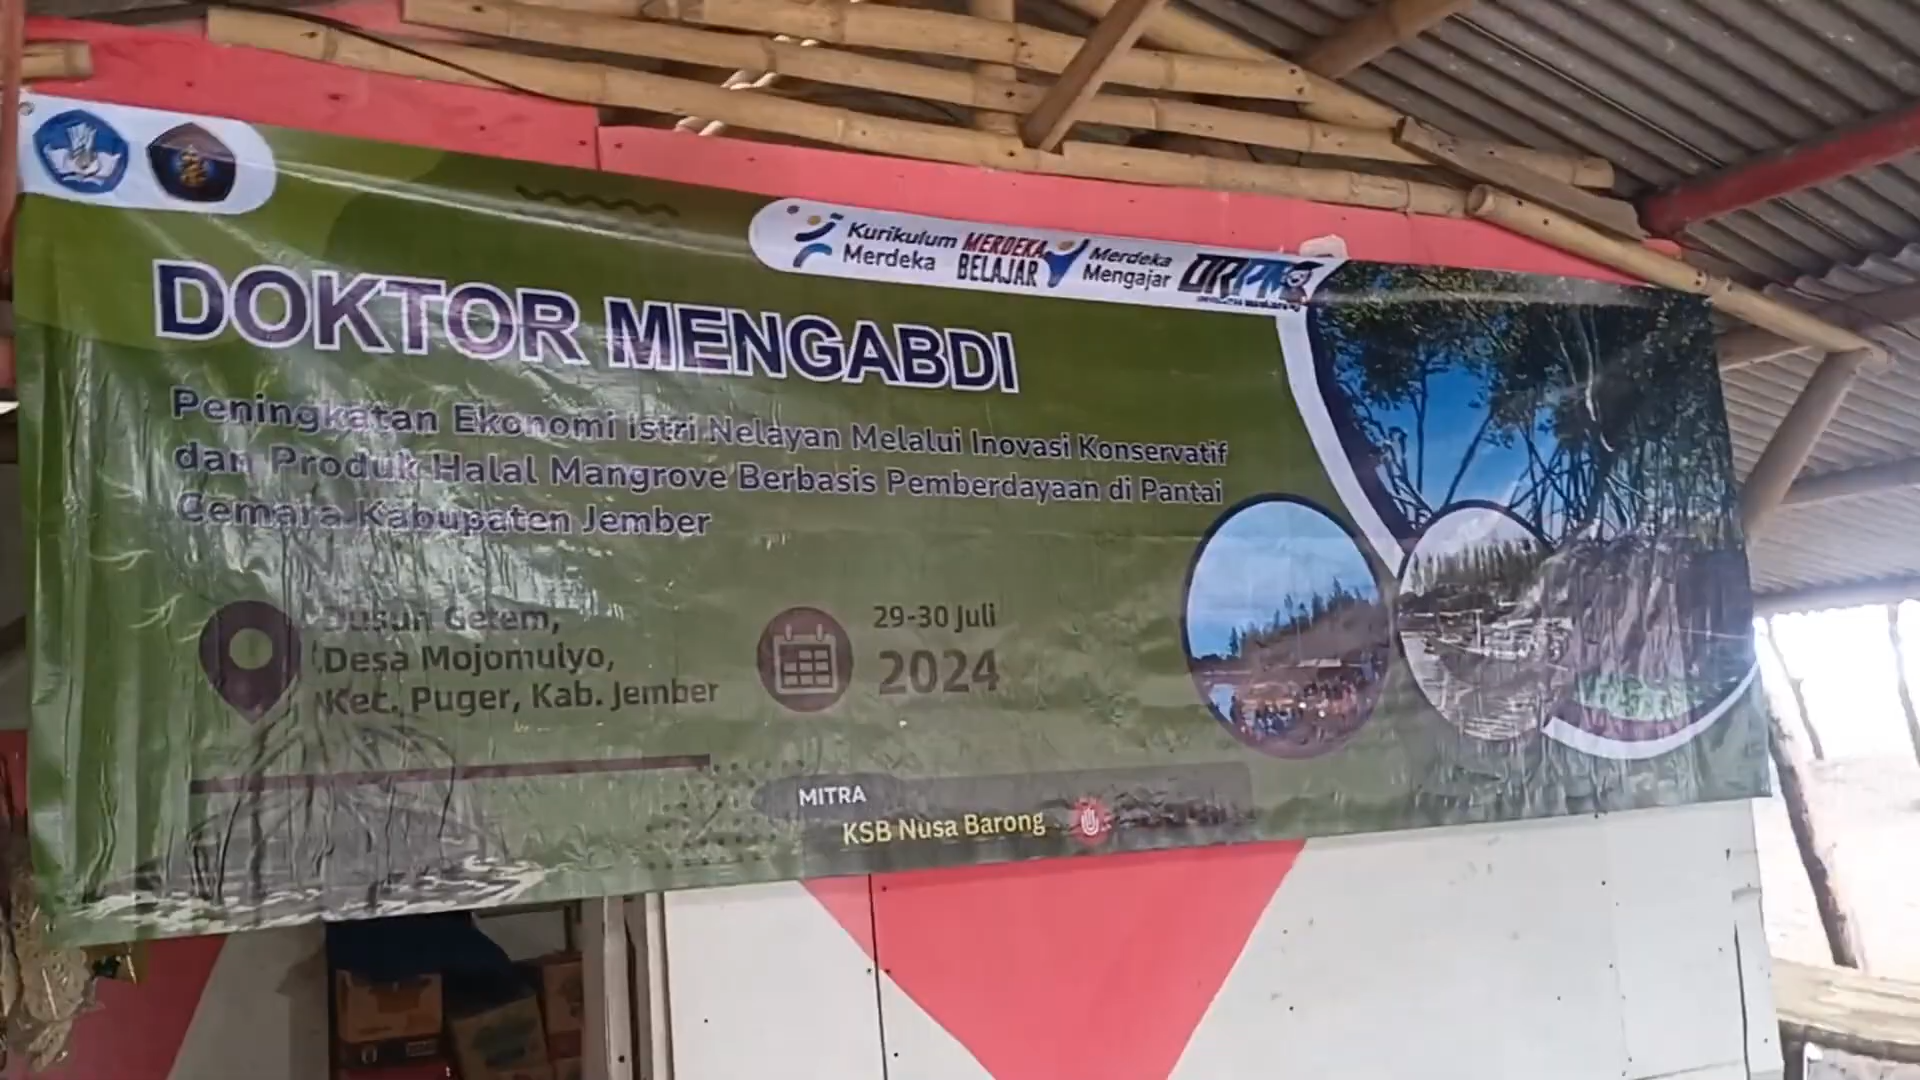 Kurikulum
Merdeka
MERDEKA
BELAJAR
Merdeka
Mengajar
DRPM
DOKTOR MENGABDI
Peningkatan Ekonomi istri Nelayan Melalui Inovasi Konservatif
dan Produk Halal Mangrove Berbasis Pemberdayaan di Pantai
Cemara Kabupaten Jember
Dusun Getem,
Desa Mojomulyo,
Kec. Puger, Kab. Jember
29-30 Juli
2024
MITRA
KSB Nusa Barong